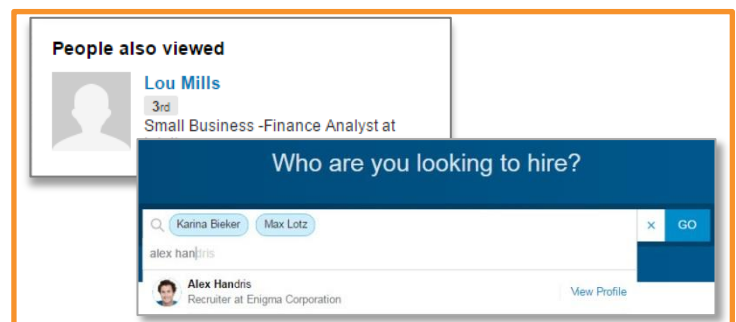 People also viewed
Lou Mills
3rd
Small Business -Finance Analyst at
Who are you looking to hire?
Karina Bieker Max Lotz × GO
alex handris
Alex Handris
Recruiter at Enigma Corporation View Profile